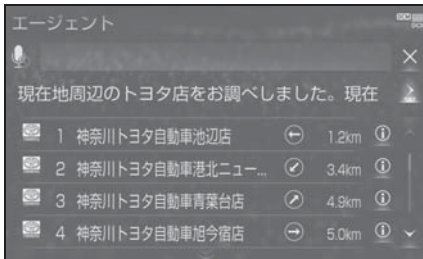 エージェント
現在地周辺のトヨタ店をお調べしました。現在
1 神奈川トヨタ自動車池辺店 1.2km
2 神奈川トヨタ自動車港北ニュー... 3.4km
3 神奈川トヨタ自動車青葉台店 4.9km
4 神奈川トヨタ自動車旭今宿店 5.0km